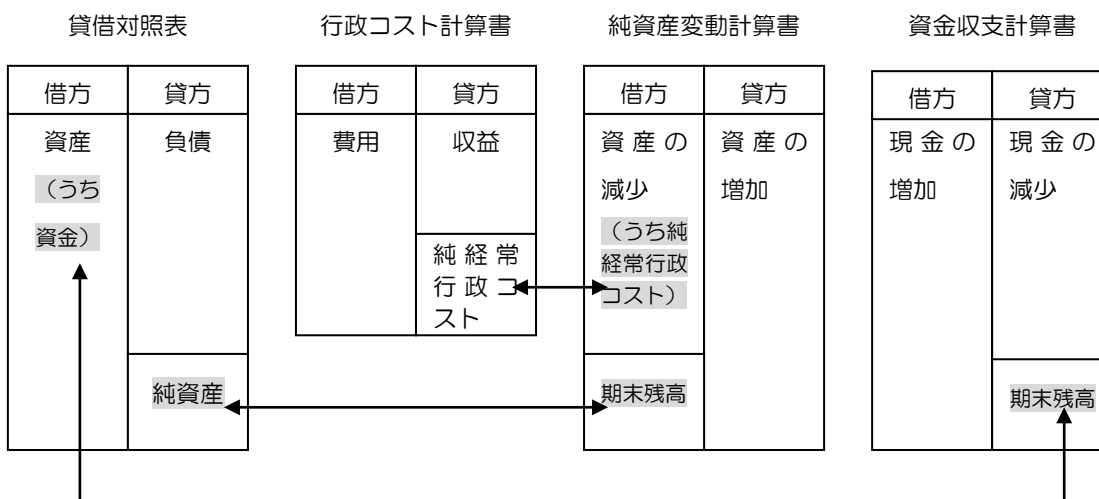 貸借対照表
借方 貸方
資産 負債
（うち
資金）
純資産
行政コスト計算書
借方 貸方
費用 収益
純経常
行政コ
スト
純資産変動計算書
借方 貸方
資産の 資産の
減少 増加
（うち純
経常行政
コスト）
期末残高
資金収支計算書
借方 貸方
現金の 現金の
増加 減少
期末残高